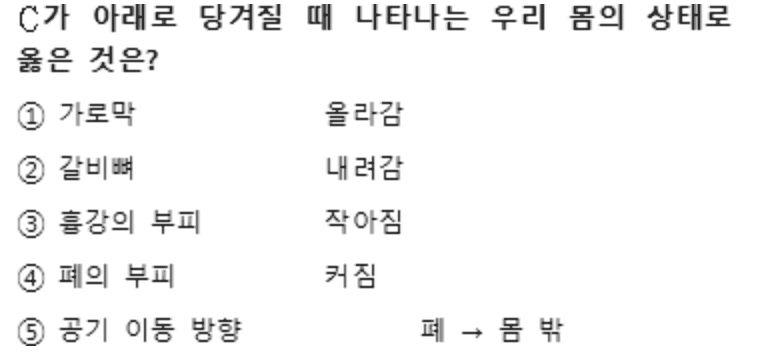 C가 아래로 당겨질 때 나타나는 우리 몸의 상태로
옳은 것은?
① 가로막 올라감
② 갈비뼈 내려감
③ 흉강의 부피 작아짐
④ 폐의 부피 커짐
⑤ 공기 이동 방향 폐 → 몸 밖